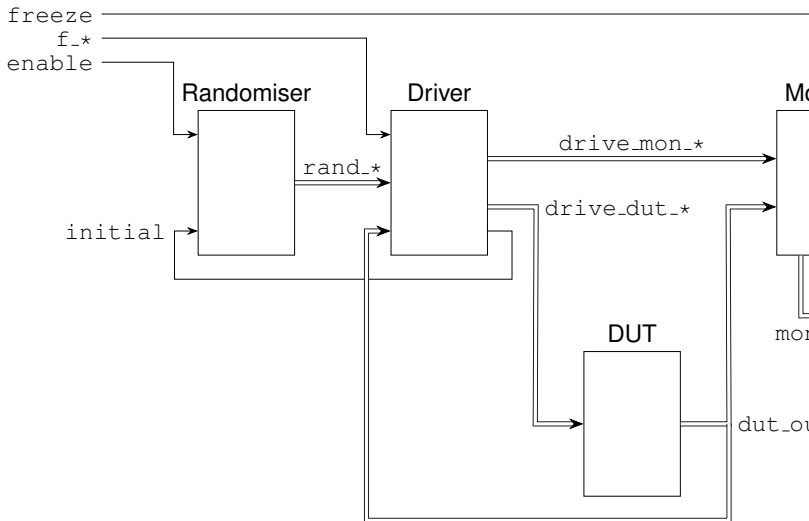 freeze
f_*
enable
Randomiser
Driver
rand_*
drive_mon_*
initial
drive_dut_*
DUT